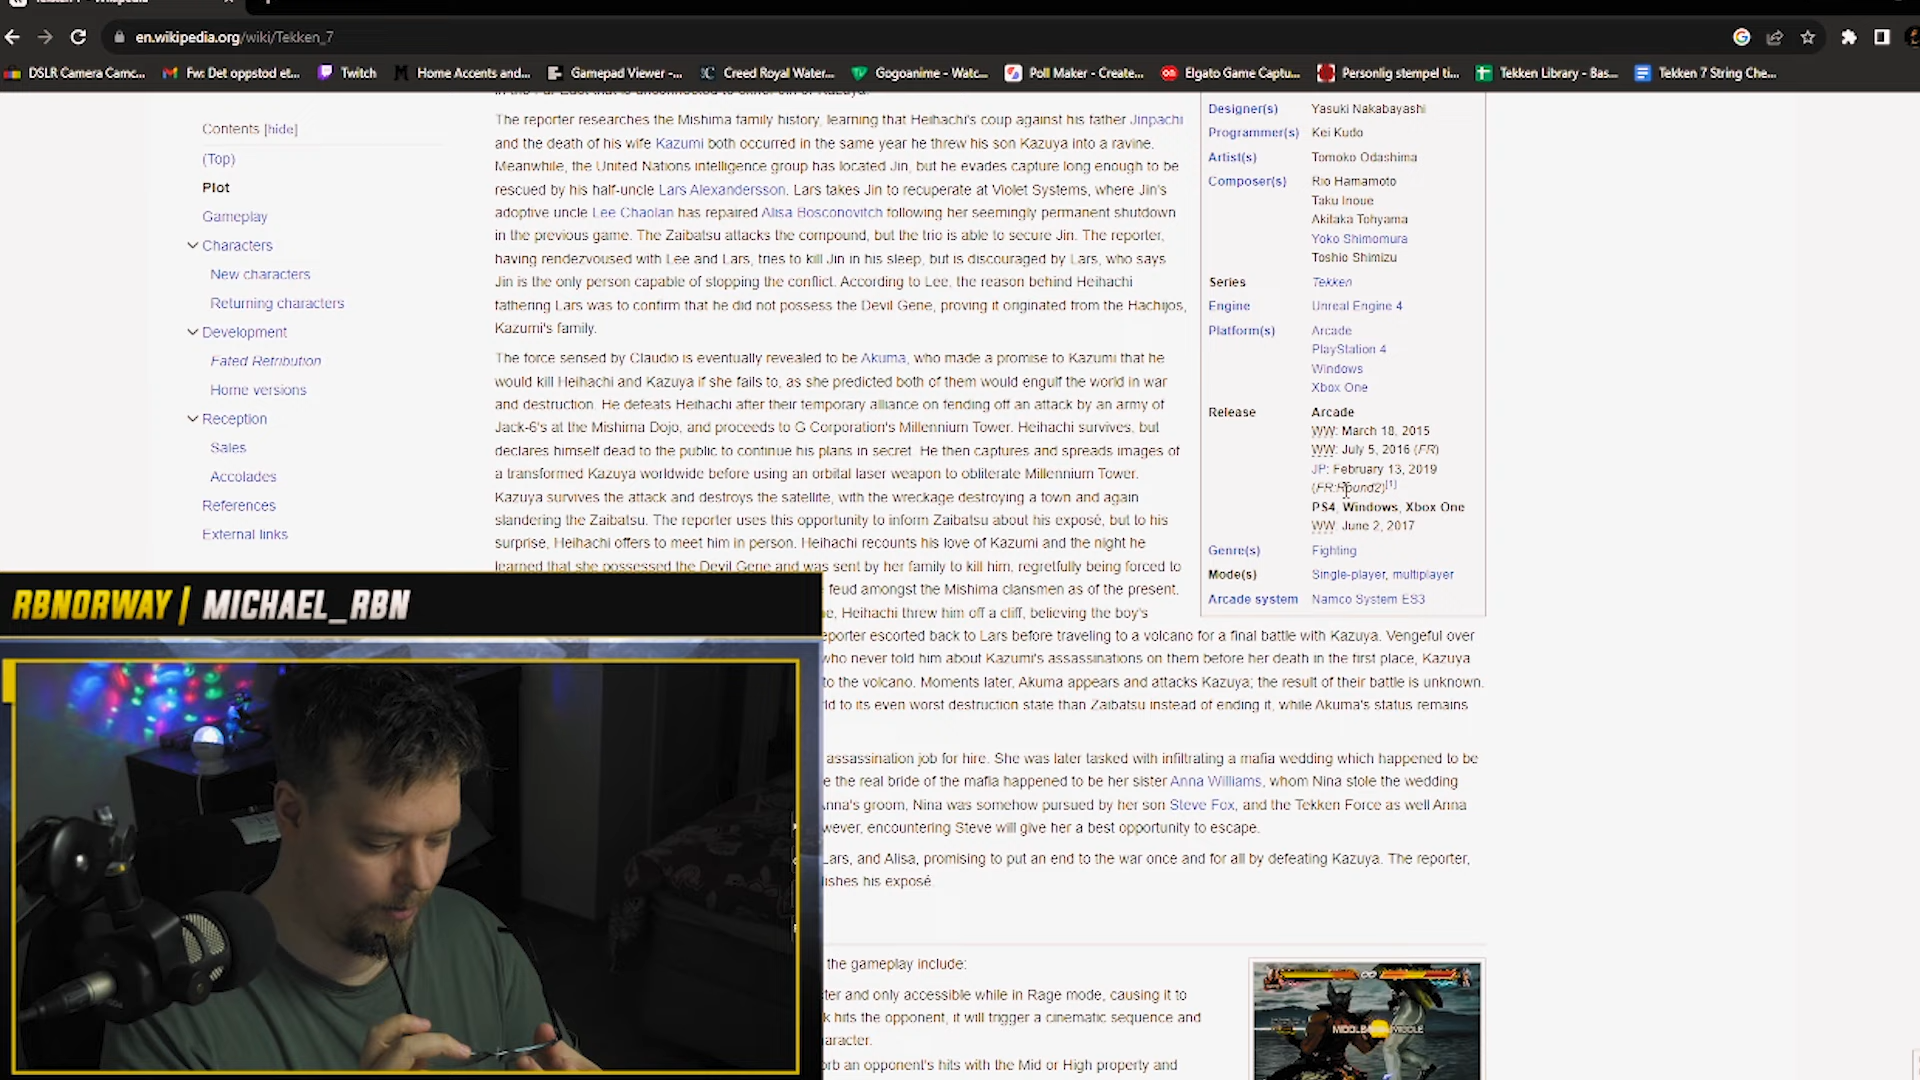 en.wikipedia.org/wiki/Tekken_7
DSLR Camera Camc... Fw: Det oppstod et... Twitch Home Accents and... Gamepad Viewer -... Creed Royal Water... Gogoanime - Watc... Poll Maker - Create... Elgato Game Captu... Personlig stempel ti... Tekken Library - Bas... Tekken 7 String Che...
Contents [hide]
(Top)
Plot
Gameplay
Characters
New characters
Returning characters
Development
Fated Retribution
Home versions
Reception
Sales
Accolades
References
External links
The reporter researches the Mishima family history, learning that Heihachi's coup against his father Jinpachi
and the death of his wife Kazumi both occurred in the same year he threw his son Kazuya into a ravine.
Meanwhile, the United Nations intelligence group has located Jin, but he evades capture long enough to be
rescued by his half-uncle Lars Alexandersson. Lars takes Jin to recuperate at Violet Systems, where Jin's
adoptive uncle Lee Chaolan has repaired Alisa Bosconovitch following her seemingly permanent shutdown
in the previous game. The Zaibatsu attacks the compound, but the trio is able to secure Jin. The reporter,
having rendezvoused with Lee and Lars, tries to kill Jin in his sleep, but is discouraged by Lars, who says
Jin is the only person capable of stopping the conflict. According to Lee, the reason behind Heihachi
fathering Lars was to confirm that he did not possess the Devil Gene, proving it originated from the Hachijos,
Kazumi's family.
The force sensed by Claudio is eventually revealed to be Akuma, who made a promise to Kazumi that he
would kill Heihachi and Kazuya if she fails to, as she predicted both of them would engulf the world in war
and destruction. He defeats Heihachi after their temporary alliance on fending off an attack by an army of
Jack-6's at the Mishima Dojo, and proceeds to G Corporation's Millennium Tower. Heihachi survives, but
declares himself dead to the public to continue his plans in secret. He then captures and spreads images of
a transformed Kazuya worldwide before using an orbital laser weapon to obliterate Millennium Tower.
Kazuya survives the attack and destroys the satellite, with the wreckage destroying a town and again
slandering the Zaibatsu. The reporter uses this opportunity to inform Zaibatsu about his exposé, but to his
surprise, Heihachi offers to meet him in person. Heihachi recounts his love of Kazumi and the night he
learned that she possessed the Devil Gene and was sent by her family to kill him, regretfully being forced to
feud amongst the Mishima clansmen as of the present.
e, Heihachi threw him off a cliff, believing the boy's
eporter escorted back to Lars before traveling to a volcano for a final battle with Kazuya. Vengeful over
who never told him about Kazumi's assassinations on them before her death in the first place, Kazuya
to the volcano. Moments later, Akuma appears and attacks Kazuya; the result of their battle is unknown.
ld to its even worst destruction state than Zaibatsu instead of ending it, while Akuma's status remains
assassination job for hire. She was later tasked with infiltrating a mafia wedding which happened to be
e the real bride of the mafia happened to be her sister Anna Williams, whom Nina stole the wedding
Anna's groom, Nina was somehow pursued by her son Steve Fox, and the Tekken Force as well Anna
wever, encountering Steve will give her a best opportunity to escape.
Lars, and Alisa, promising to put an end to the war once and for all by defeating Kazuya. The reporter,
lishes his exposé.
the gameplay include:
ter and only accessible while in Rage mode, causing it to
k hits the opponent, it will trigger a cinematic sequence and
aracter.
orb an opponent's hits with the Mid or High property and
Designer(s) Yasuki Nakabayashi
Programmer(s) Kei Kudo
Artist(s) Tomoko Odashima
Composer(s) Rio Hamamoto
Taku Inoue
Akitaka Tohyama
Yoko Shimomura
Toshio Shimizu
Series Tekken
Engine Unreal Engine 4
Platform(s) Arcade
PlayStation 4
Windows
Xbox One
Release Arcade
WW: March 18, 2015
WW: July 5, 2016 (FR)
JP: February 13, 2019
(FR:Round2)[1]
PS4, Windows, Xbox One
WW: June 2, 2017
Genre(s) Fighting
Mode(s) Single-player, multiplayer
Arcade system Namco System ES3
RBNORWAY | MICHAEL_RBN